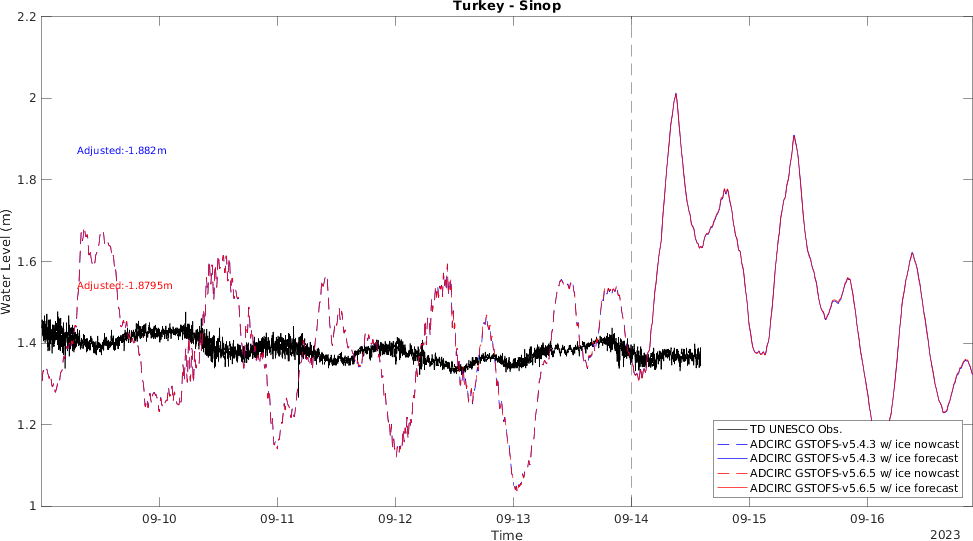 Turkey - Sinop
2.2
2
1.8
1.6
1.4
1.2
1
Water Level (m)
Adjusted:-1.882m
Adjusted:-1.8795m
TD UNESCO Obs.
ADCIRC GSTOFS-v5.4.3 w/ ice nowcast
ADCIRC GSTOFS-v5.4.3 w/ ice forecast
ADCIRC GSTOFS-v5.6.5 w/ ice nowcast
ADCIRC GSTOFS-v5.6.5 w/ ice forecast
09-10 09-11 09-12 09-13 09-14 09-15 09-16
Time
2023